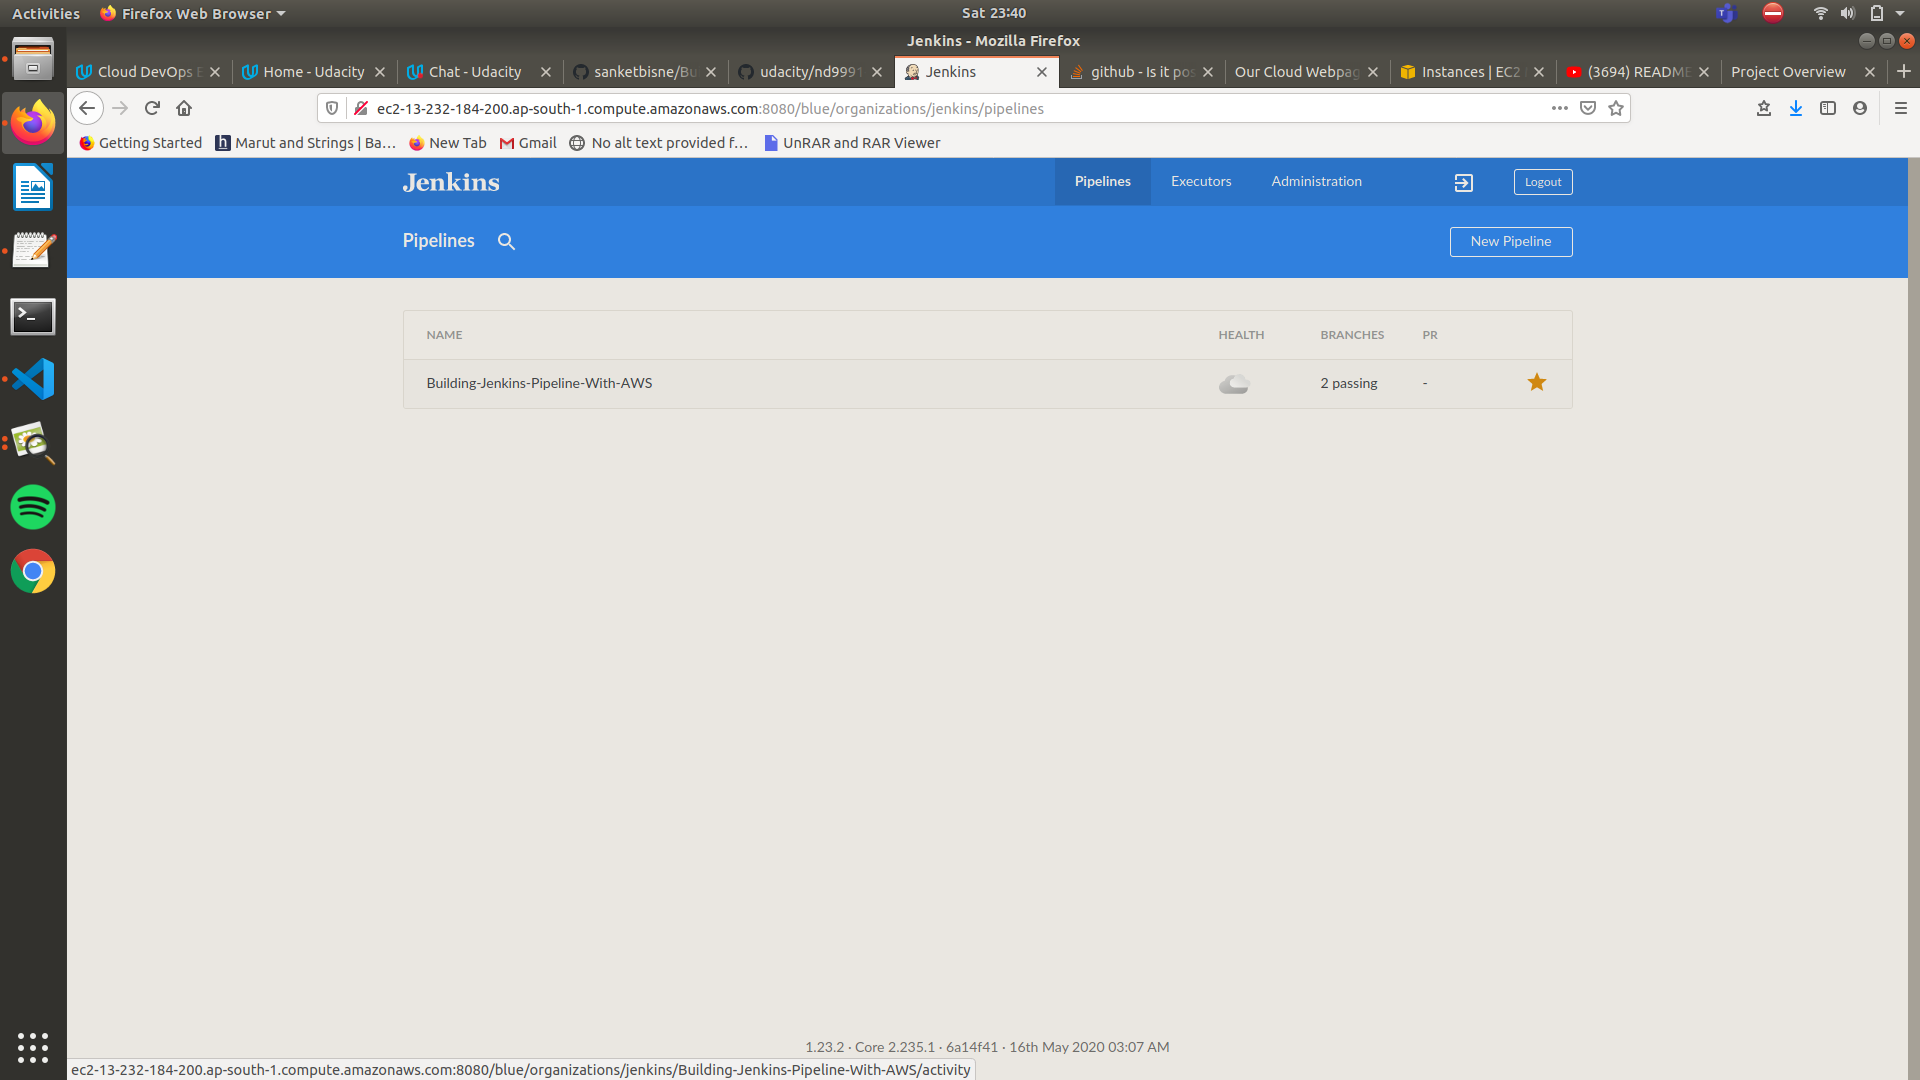 Activities Firefox Web Browser Sat 23:40
Jenkins - Mozilla Firefox
Cloud DevOps E Home - Udacity Chat - Udacity sanketbisne/Bu udacity/nd9991 Jenkins github - Is it pos Our Cloud Webpag Instances | EC2 (3694) README Project Overview
ec2-13-232-184-200.ap-south-1.compute.amazonaws.com:8080/blue/organizations/jenkins/pipelines
Getting Started Marut and Strings | Ba… New Tab Gmail No alt text provided f… UnRAR and RAR Viewer
Jenkins Pipelines Executors Administration Logout
Pipelines New Pipeline
NAME HEALTH BRANCHES PR
Building-Jenkins-Pipeline-With-AWS 2 passing -
1.23.2 · Core 2.235.1 · 6a14f41 · 16th May 2020 03:07 AM
ec2-13-232-184-200.ap-south-1.compute.amazonaws.com:8080/blue/organizations/jenkins/Building-Jenkins-Pipeline-With-AWS/activity